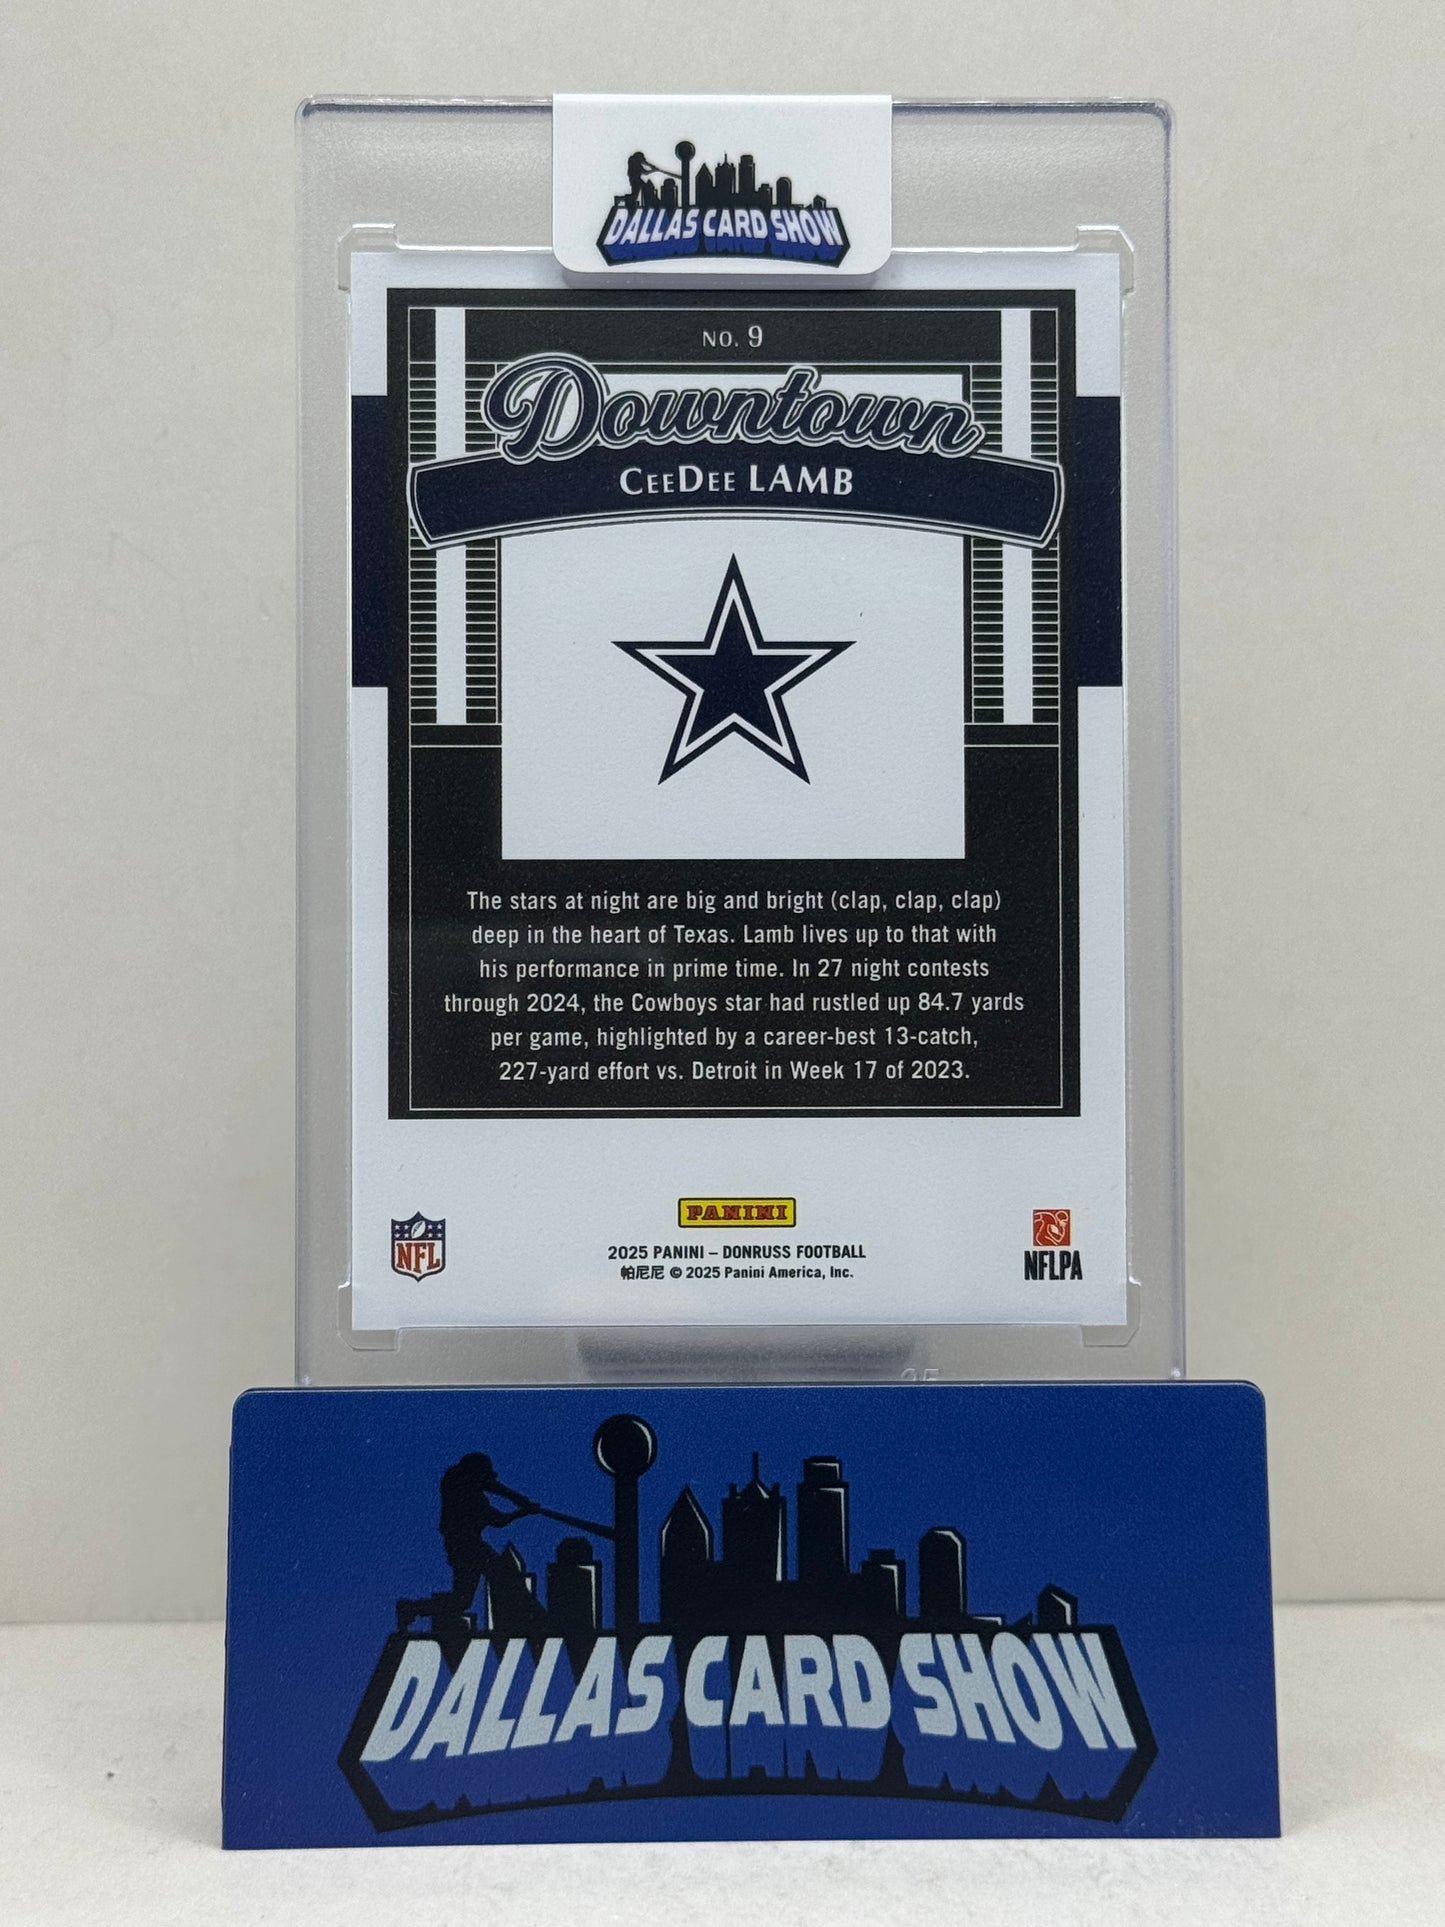 DALLAS CARD SHOW
NO. 9
Downtown
CEEDEE LAMB
The stars at night are big and bright (clap, clap, clap)
deep in the heart of Texas. Lamb lives up to that with
his performance in prime time. In 27 night contests
through 2024, the Cowboys star had rustled up 84.7 yards
per game, highlighted by a career-best 13-catch,
227-yard effort vs. Detroit in Week 17 of 2023.
PANINI
NFL
2025 PANINI – DONRUSS FOOTBALL
帕尼尼 © 2025 Panini America, Inc.
NFLPA
DALLAS CARD SHOW